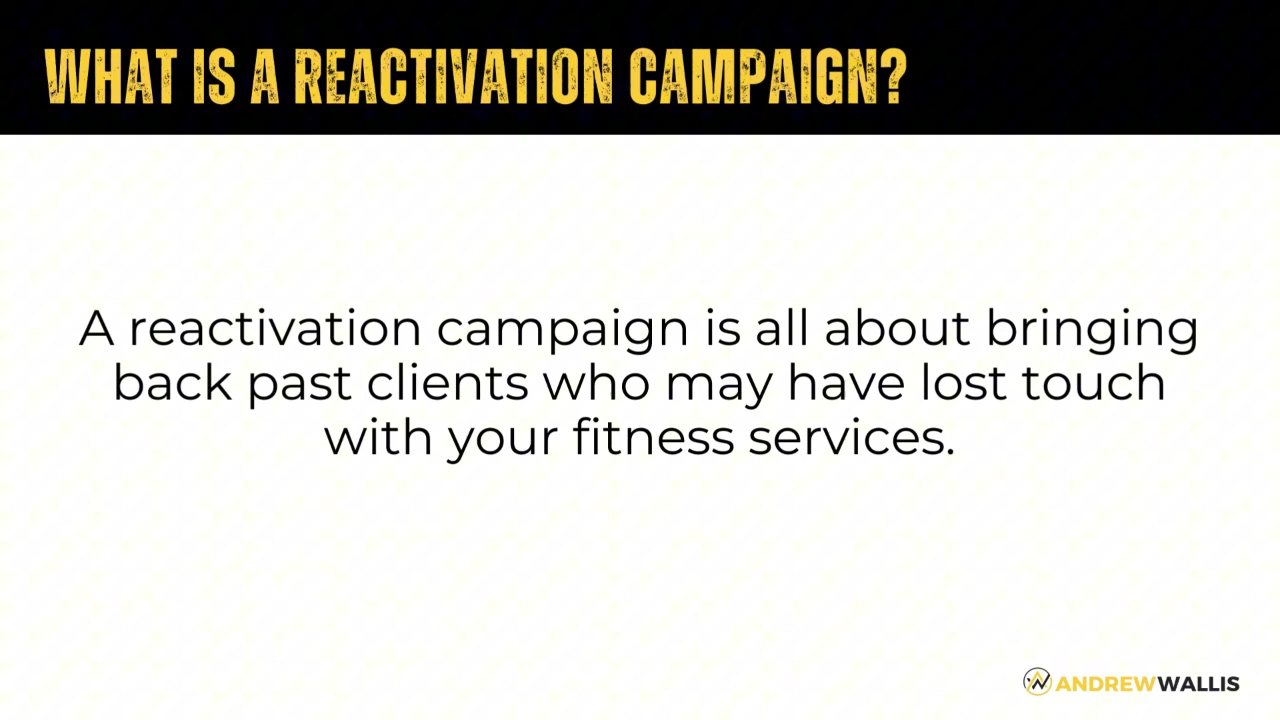 WHAT IS A REACTIVATION CAMPAIGN?
A reactivation campaign is all about bringing
back past clients who may have lost touch
with your fitness services.
ANDREWWALLIS